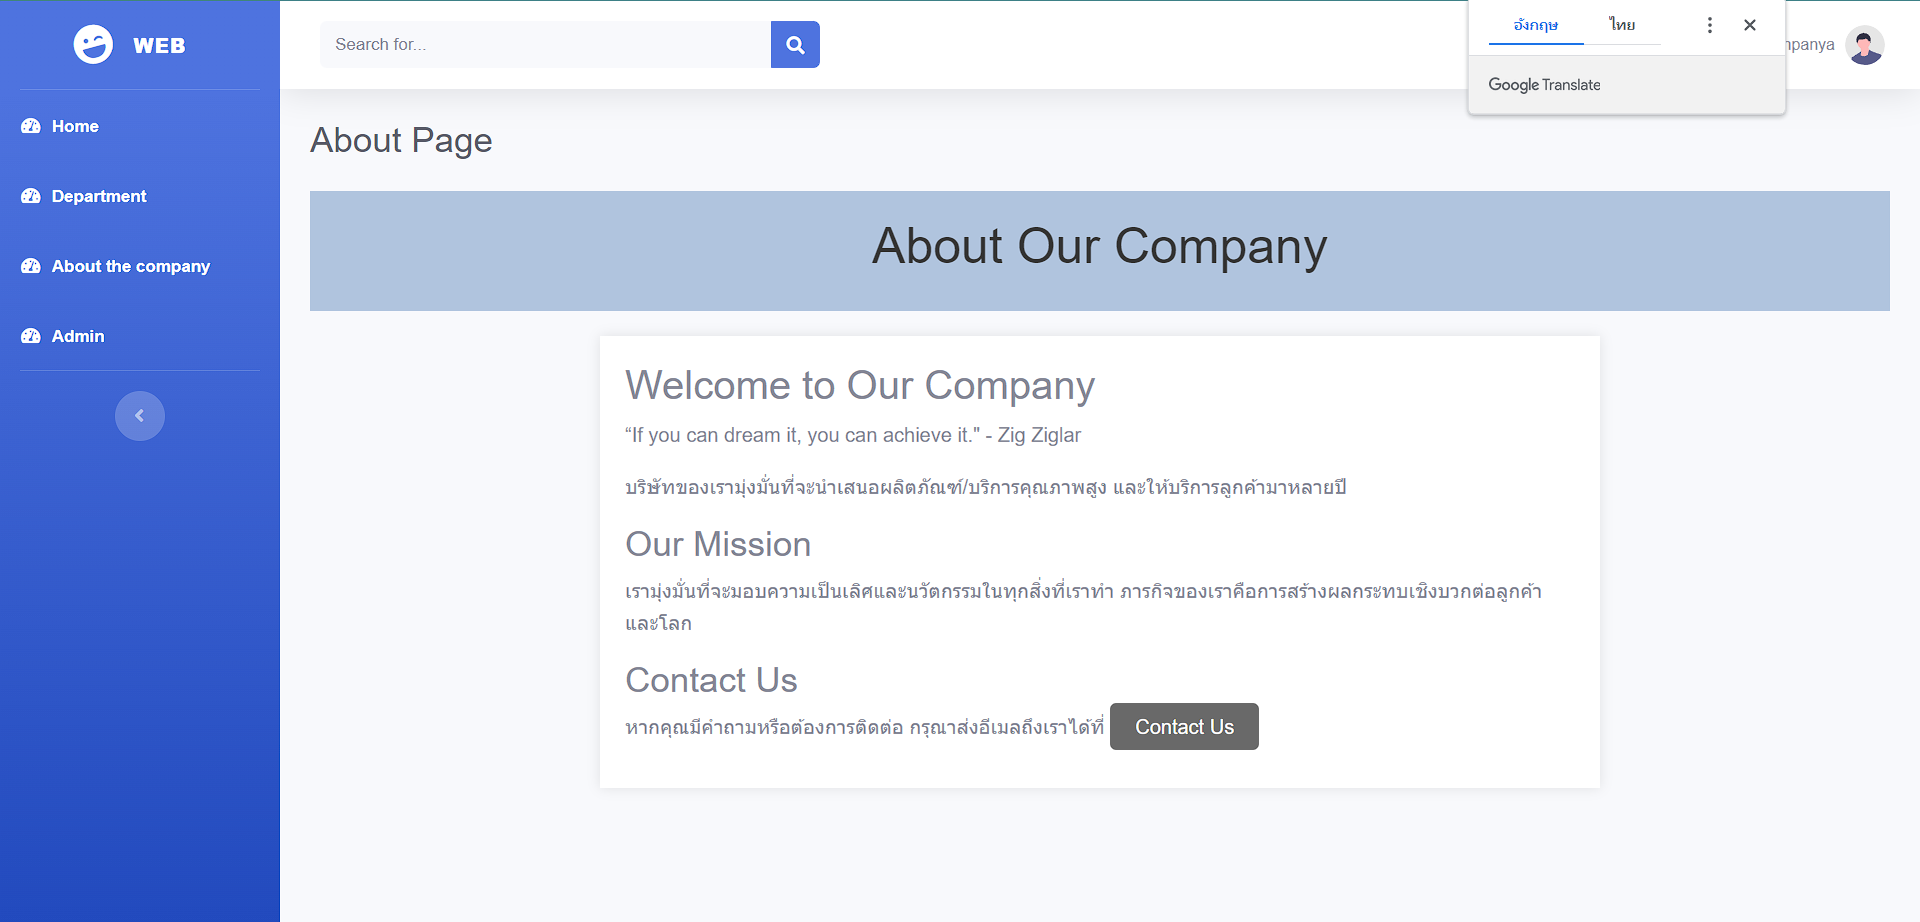 WEB
Home
Department
About the company
Admin
Search for...
อังกฤษ
ไทย
Google Translate
About Page
About Our Company
Welcome to Our Company
“If you can dream it, you can achieve it." - Zig Ziglar
บริษัทของเรามุ่งมั่นที่จะนำเสนอผลิตภัณฑ์/บริการคุณภาพสูง และให้บริการลูกค้ามาหลายปี
Our Mission
เรามุ่งมั่นที่จะมอบความเป็นเลิศและนวัตกรรมในทุกสิ่งที่เราทำ ภารกิจของเราคือการสร้างผลกระทบเชิงบวกต่อลูกค้า
และโลก
Contact Us
หากคุณมีคำถามหรือต้องการติดต่อ กรุณาส่งอีเมลถึงเราได้ที่ Contact Us